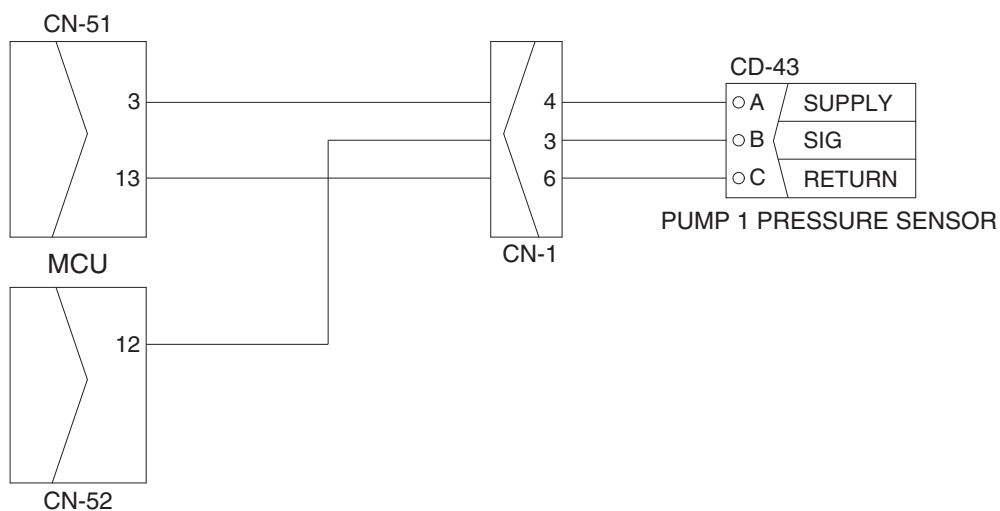 CN-51
CD-43
3 4 A SUPPLY
3 B SIG
13 6 C RETURN
PUMP 1 PRESSURE SENSOR
CN-1
MCU
12
CN-52